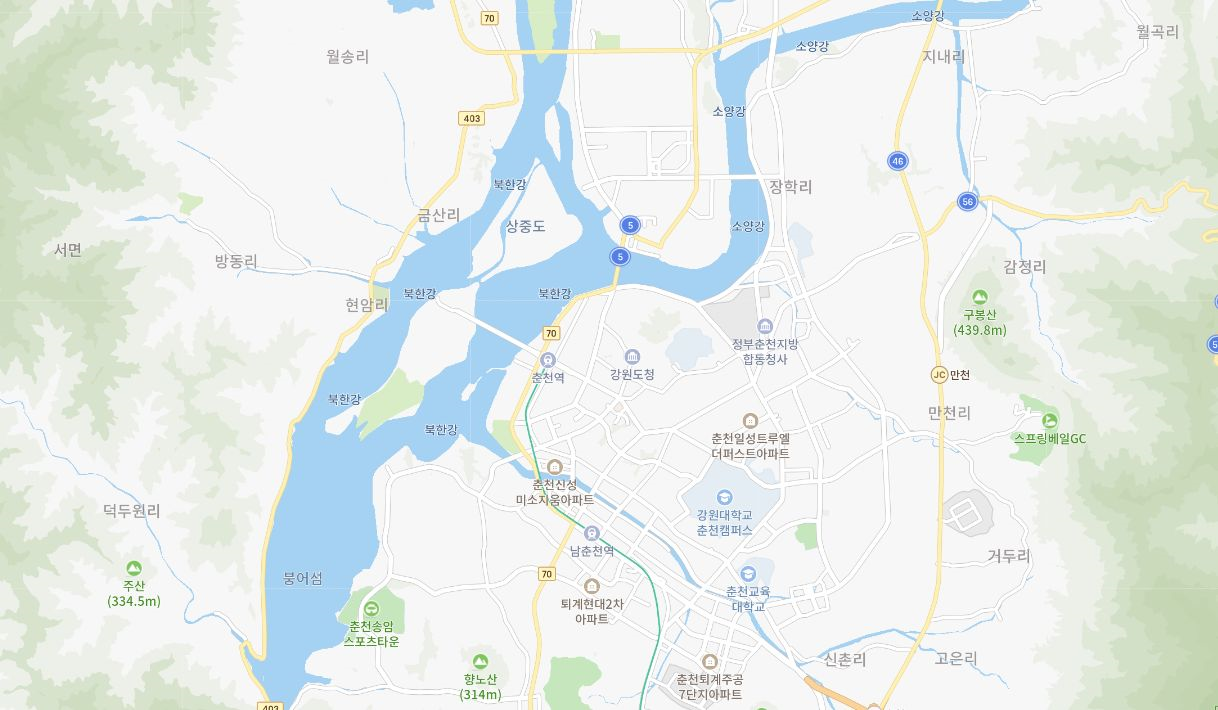 70
소양강
월곡리
소양강
월송리
지내리
403
소양강
46
북한강
장학리
56
금산리
상중도
5
소양강
서면
방동리
5
감정리
현암리
북한강
북한강
구봉산
(439.8m)
70
정부춘천지방
합동청사
춘천역
강원도청
JC
만천
북한강
만천리
북한강
춘천일성트루엘
더퍼스트아파트
스프링베일GC
춘천신성
미소지움아파트
덕두원리
강원대학교
춘천캠퍼스
남춘천역
거두리
주산
(334.5m)
붕어섬
70
퇴계현대2차
아파트
춘천교육
대학교
춘천송암
스포츠타운
향노산
(314m)
신촌리
고은리
춘천퇴계주공
7단지아파트
403